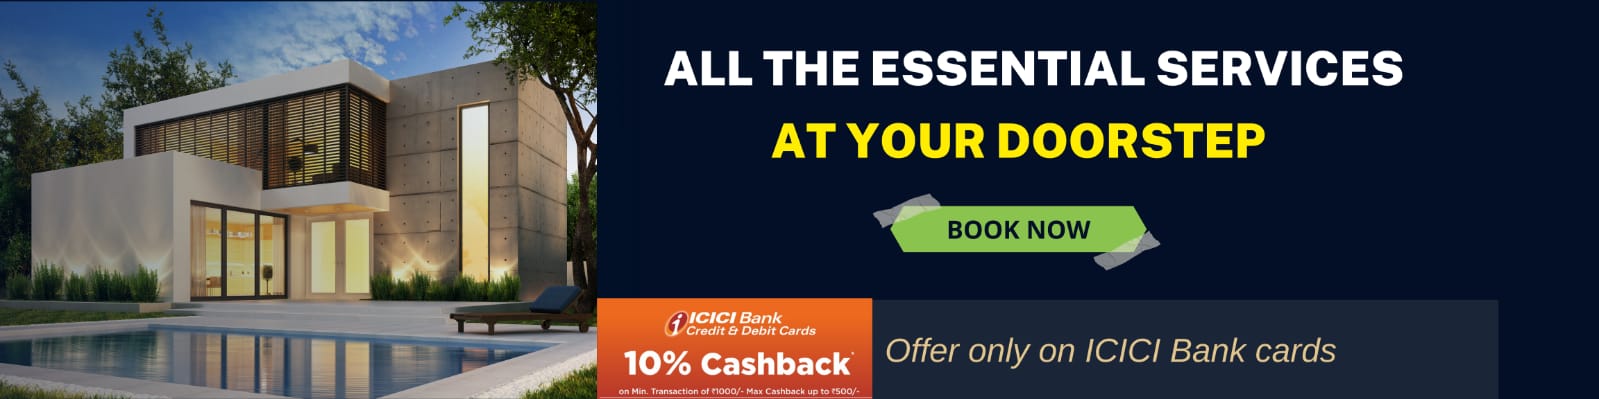 ALL THE ESSENTIAL SERVICES
AT YOUR DOORSTEP
BOOK NOW
ICICI Bank
Credit & Debit Cards
10% Cashback*
on Min. Transaction of ₹1000/- Max Cashback up to ₹500/-
Offer only on ICICI Bank cards